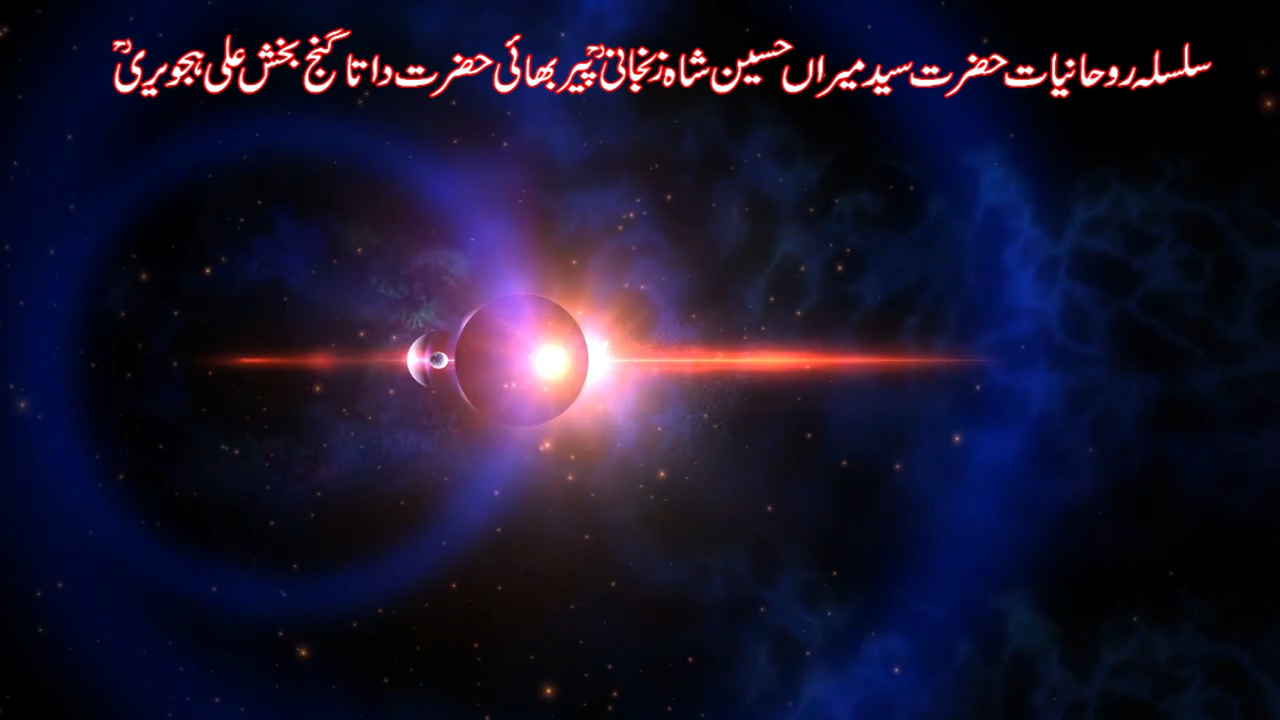 سلسلہ روحانیات حضرت سید میراں حسین شاہ زنجانیؒ پیر بھائی حضرت داتا گنج بخش علی ہجویریؒ